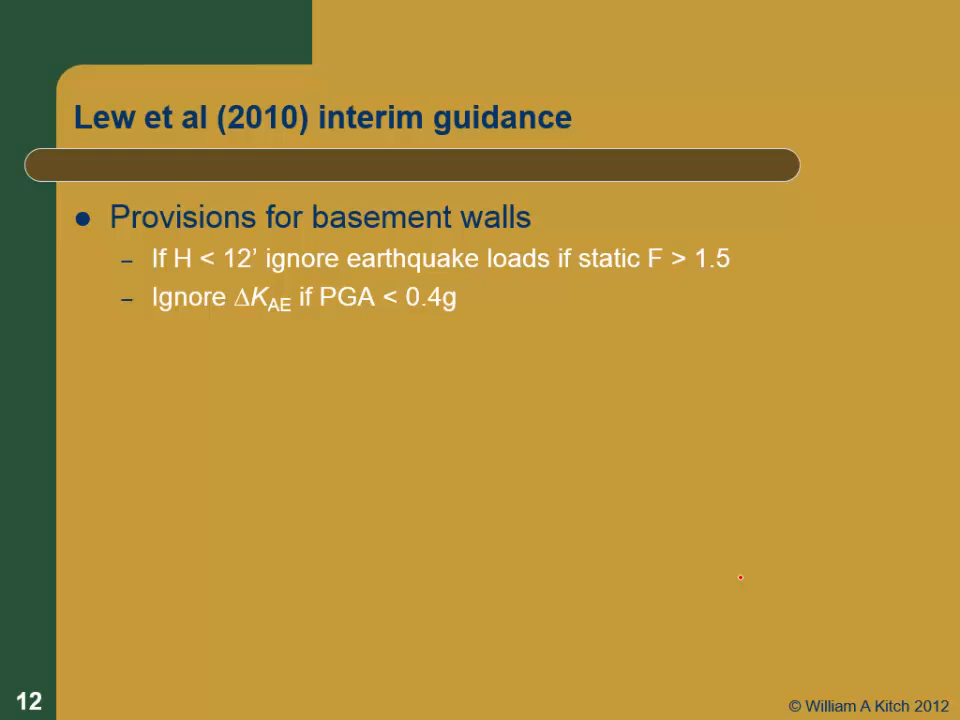 Lew et al (2010) interim guidance
● Provisions for basement walls
– If H < 12’ ignore earthquake loads if static F > 1.5
– Ignore ΔKAE if PGA < 0.4g
12
© William A Kitch 2012